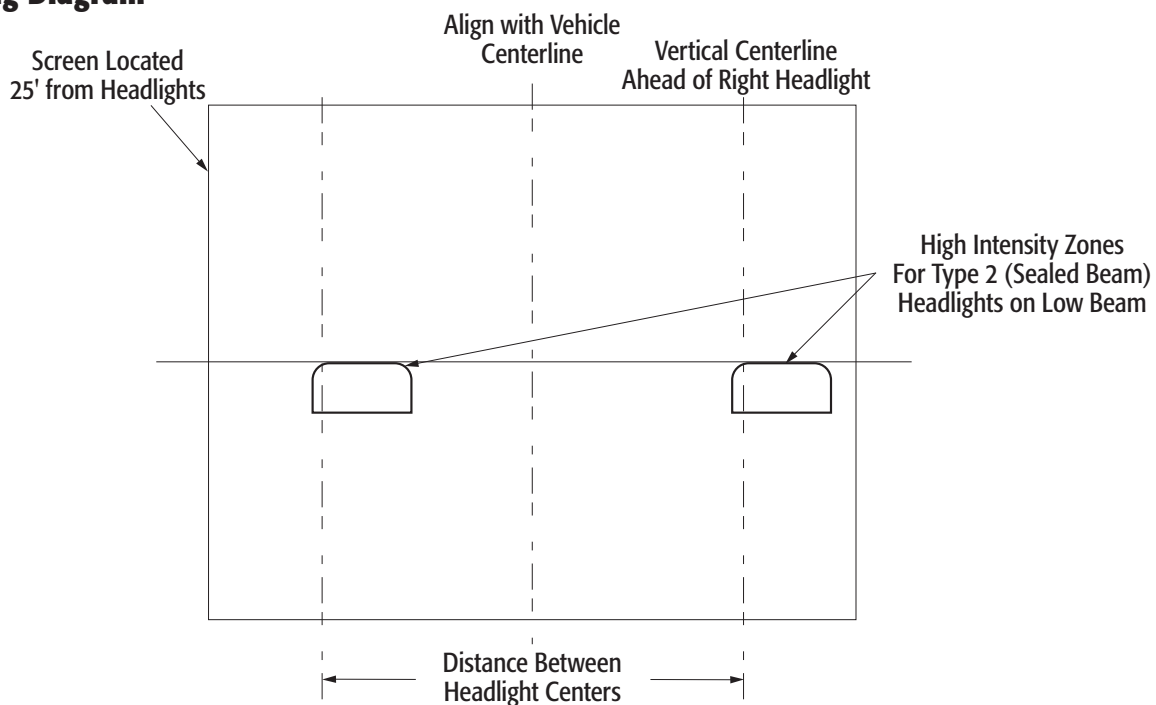 Diagram
Align with Vehicle
Centerline
Screen Located
25' from Headlights
Vertical Centerline
Ahead of Right Headlight
High Intensity Zones
For Type 2 (Sealed Beam)
Headlights on Low Beam
Distance Between
Headlight Centers